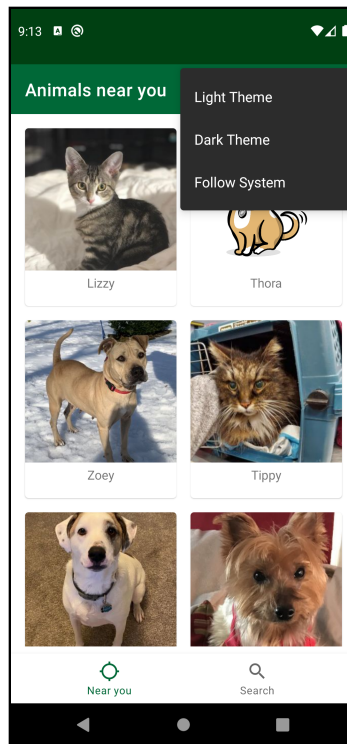 9:13
Animals near you
Light Theme
Dark Theme
Follow System
Lizzy
Thora
Zoey
Tippy
Near you
Search